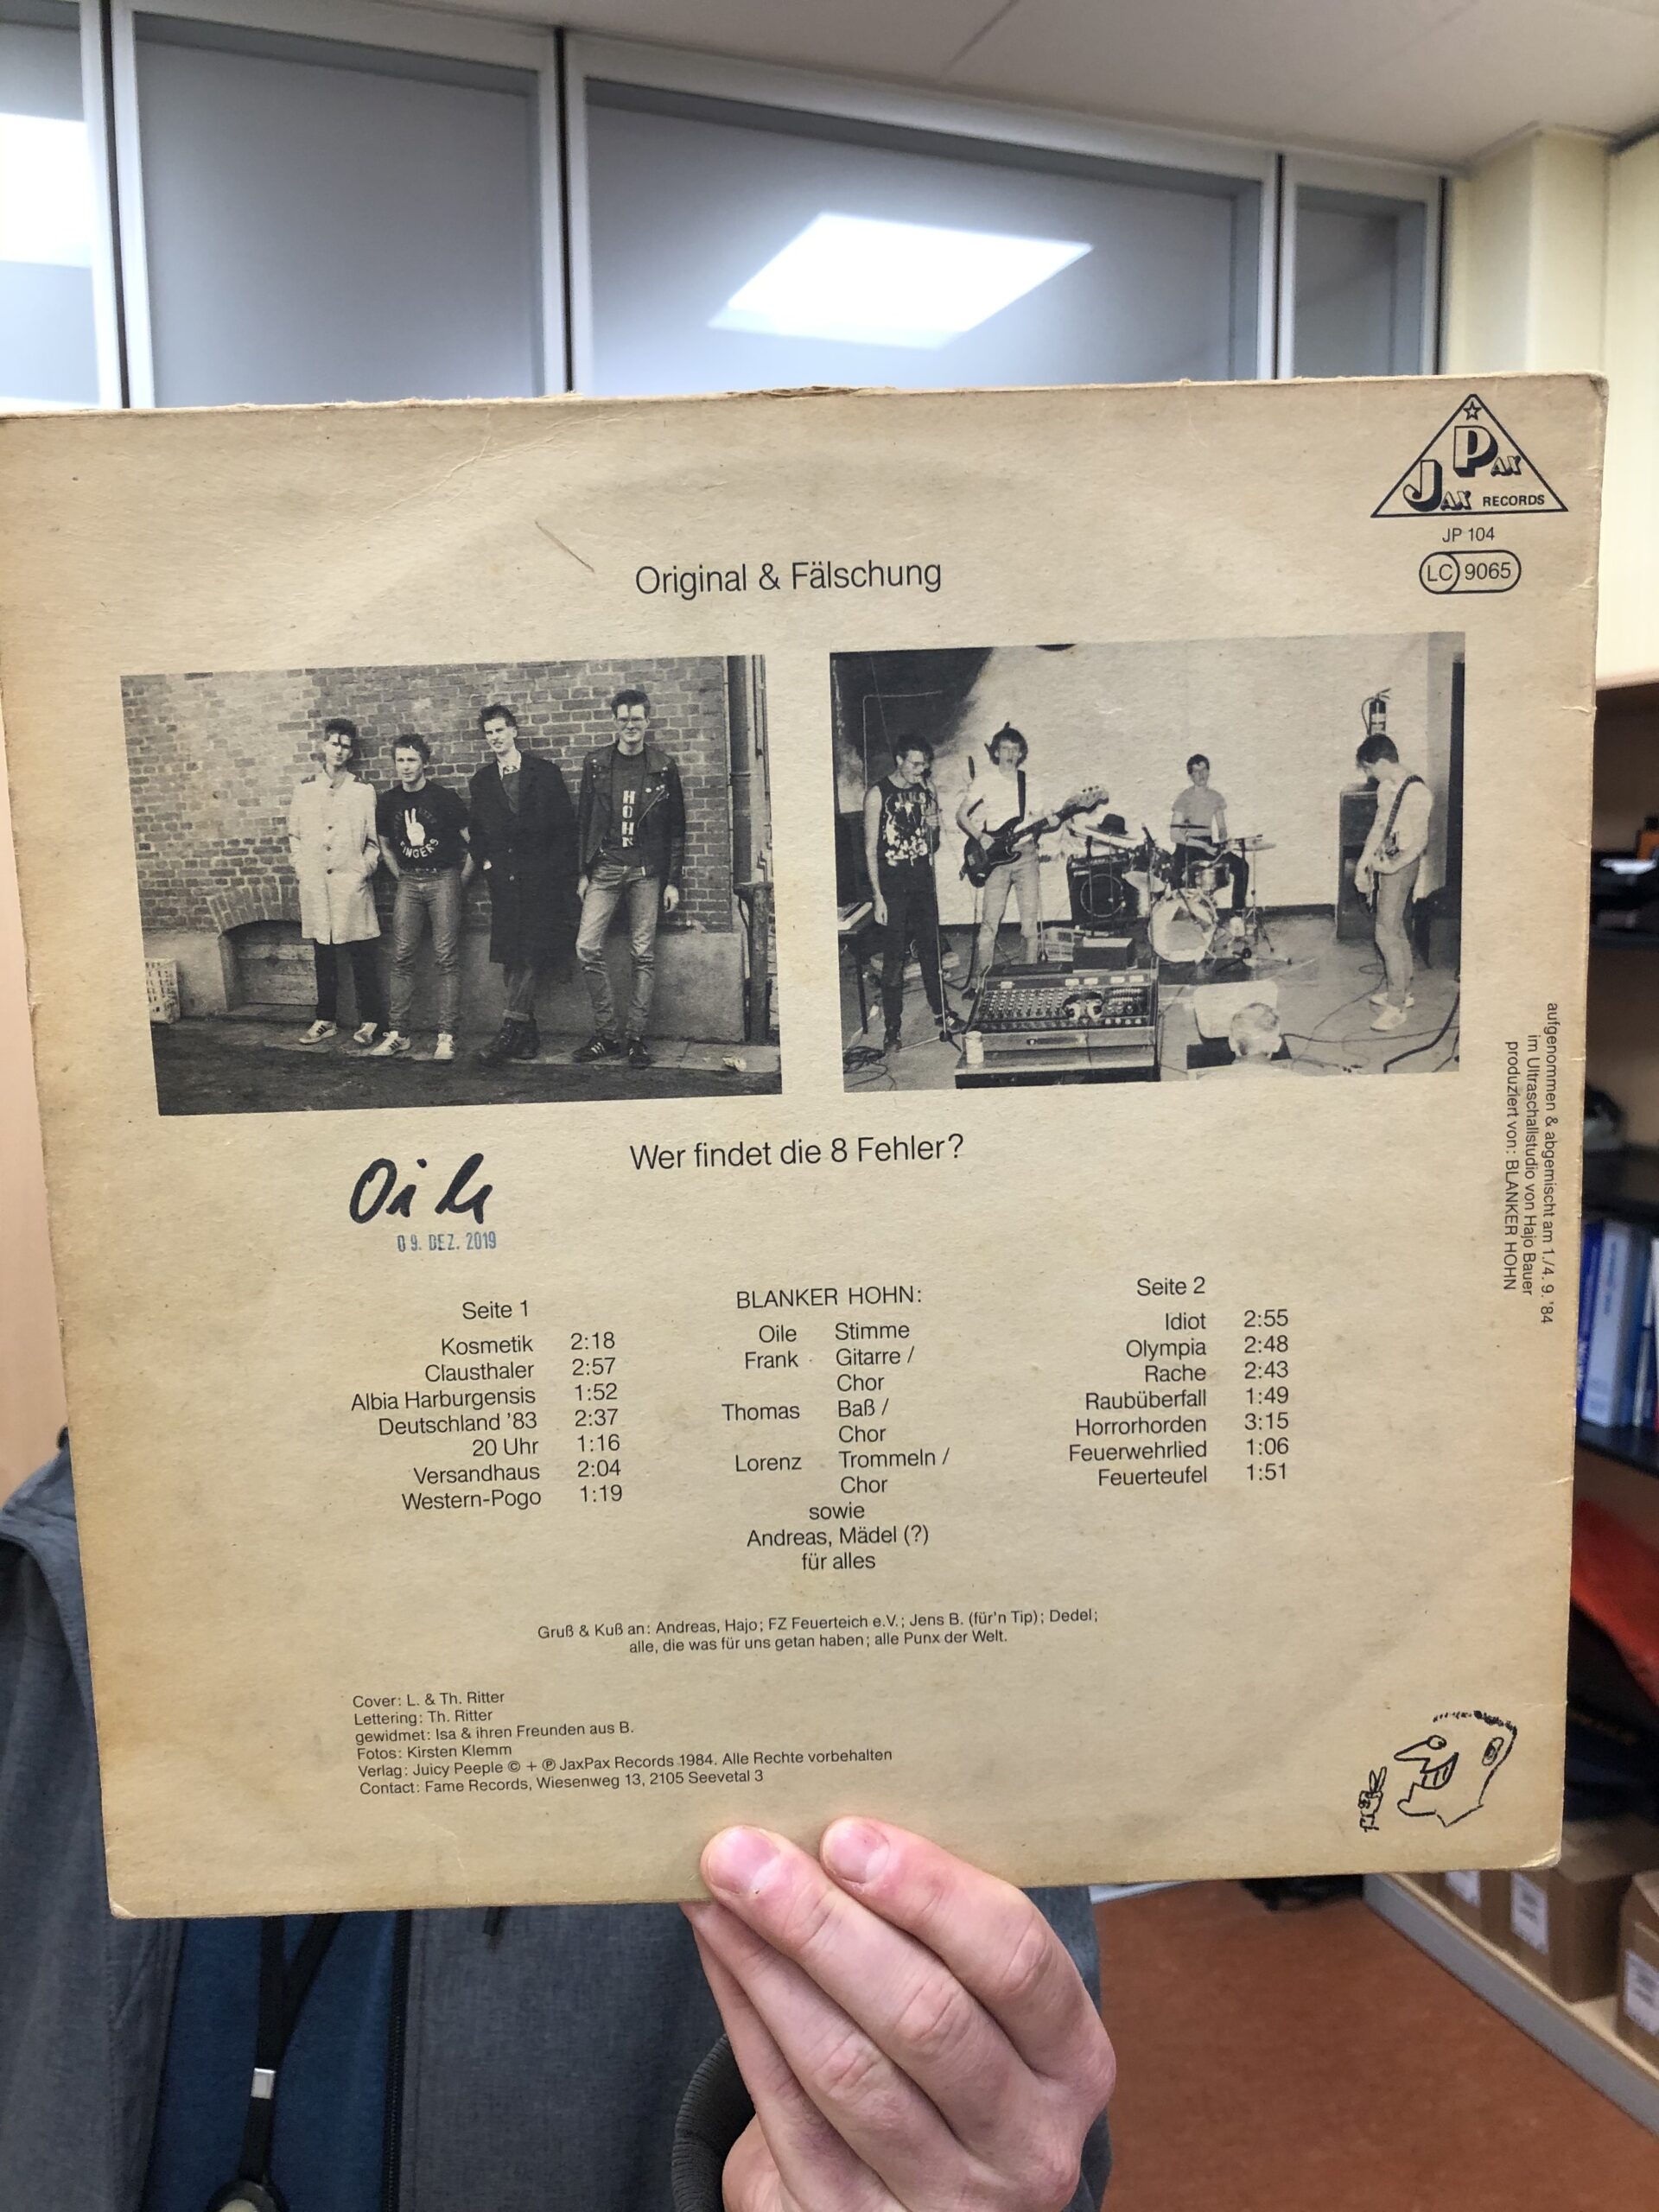 Pax
Jax RECORDS
JP 104
LC 9065
Original & Fälschung
FINGERS
HOHN
Wer findet die 8 Fehler?
Oile
09. DEZ. 2019
aufgenommen & abgemischt am 1./4. 9. '84
im Ultraschallstudio von Hajo Bauer
produziert von: BLANKER HOHN
Seite 1
Kosmetik 2:18
Clausthaler 2:57
Albia Harburgensis 1:52
Deutschland '83 2:37
20 Uhr 1:16
Versandhaus 2:04
Western-Pogo 1:19
BLANKER HOHN:
Oile Stimme
Frank Gitarre /
Chor
Thomas Baß /
Chor
Lorenz Trommeln /
Chor
sowie
Andreas, Mädel (?)
für alles
Seite 2
Idiot 2:55
Olympia 2:48
Rache 2:43
Raubüberfall 1:49
Horrorhorden 3:15
Feuerwehrlied 1:06
Feuerteufel 1:51
Gruß & Kuß an: Andreas, Hajo; FZ Feuerteich e.V.; Jens B. (für'n Tip); Dedel;
alle, die was für uns getan haben; alle Punx der Welt.
Cover: L. & Th. Ritter
Lettering: Th. Ritter
gewidmet: Isa & ihren Freunden aus B.
Fotos: Kirsten Klemm
Verlag: Juicy Peeple © + ℗ JaxPax Records 1984. Alle Rechte vorbehalten
Contact: Fame Records, Wiesenweg 13, 2105 Seevetal 3